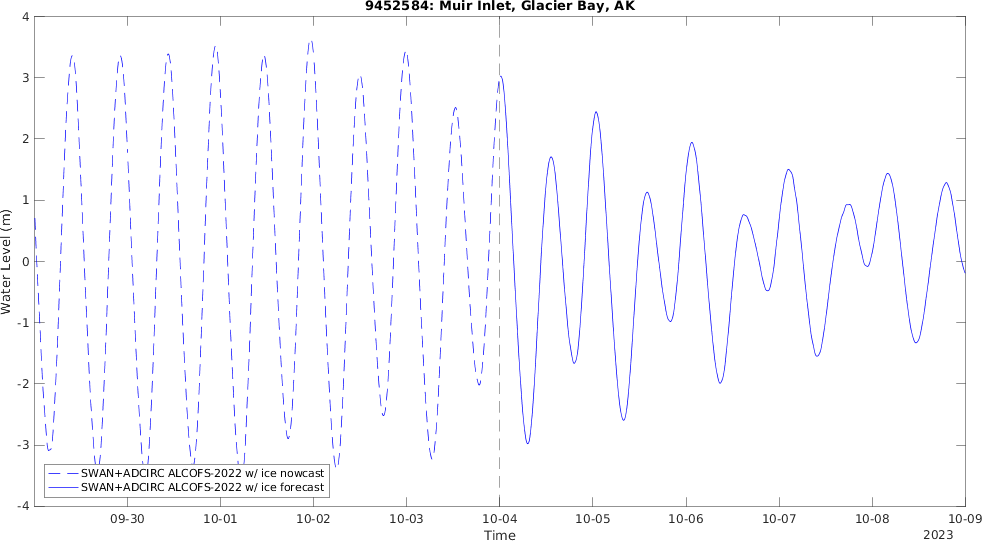 9452584: Muir Inlet, Glacier Bay, AK
Water Level (m)
4
3
2
1
0
-1
-2
-3
-4
SWAN+ADCIRC ALCOFS-2022 w/ ice nowcast
SWAN+ADCIRC ALCOFS-2022 w/ ice forecast
09-30 10-01 10-02 10-03 10-04 10-05 10-06 10-07 10-08 10-09
Time
2023